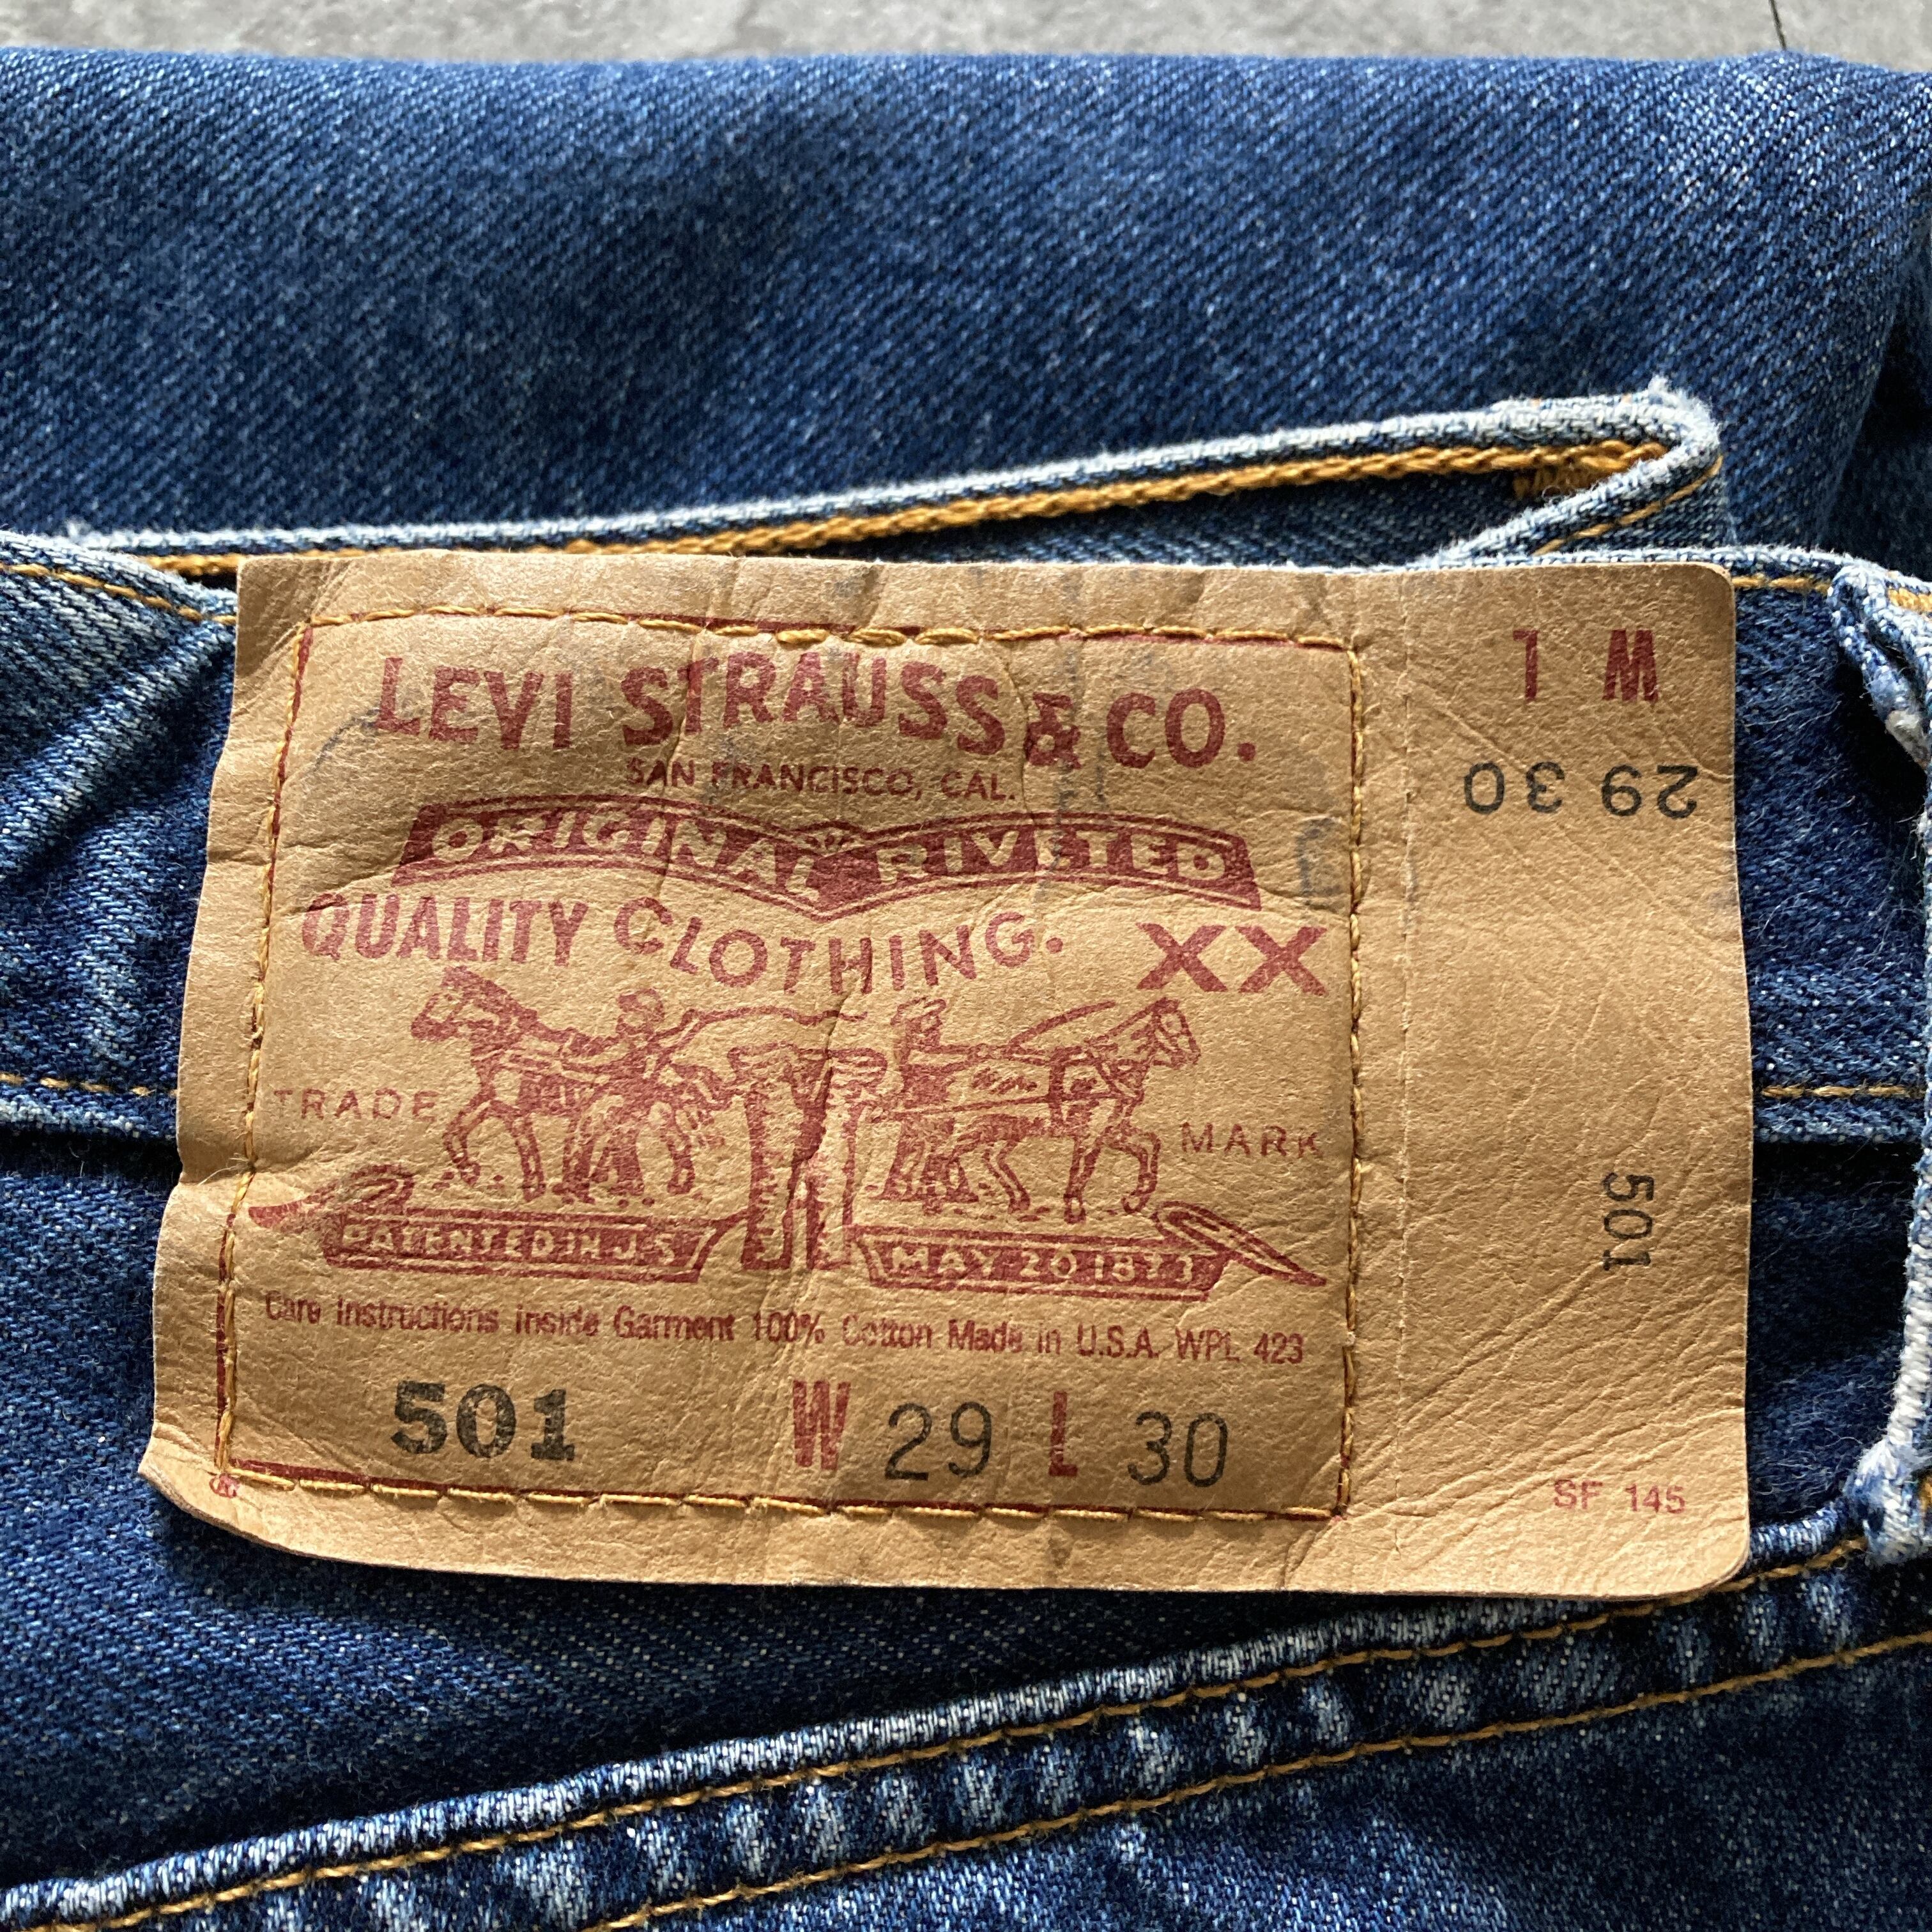 LEVI STRAUSS & CO.
SAN FRANCISCO, CAL.
ORIGINAL RIVETED
QUALITY CLOTHING. XX
TRADE MARK
PATENTED IN U.S.
MAY 20 1873
Care Instructions Inside Garment 100% Cotton Made in U.S.A. WPL 423
501 W 29 L 30
W L
29 30
501
SF 145